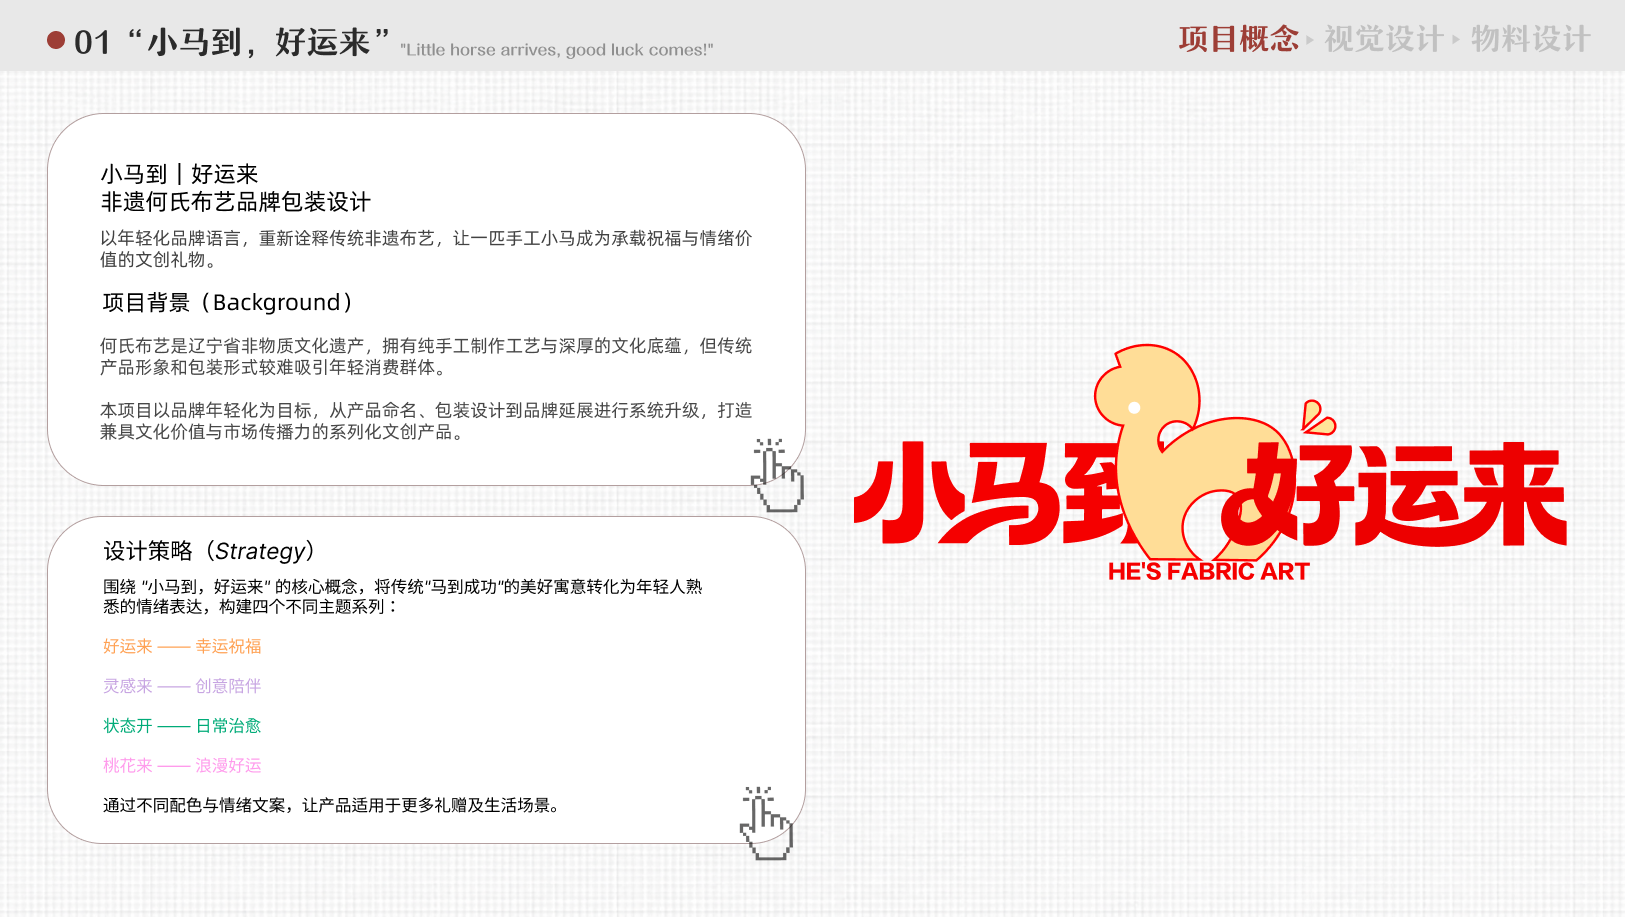 01 “小马到，好运来” "Little horse arrives, good luck comes!"
项目概念 ▸ 视觉设计 ▸ 物料设计
小马到｜好运来
非遗何氏布艺品牌包装设计
以年轻化品牌语言，重新诠释传统非遗布艺，让一匹手工小马成为承载祝福与情绪价
值的文创礼物。
项目背景（Background）
何氏布艺是辽宁省非物质文化遗产，拥有纯手工制作工艺与深厚的文化底蕴，但传统
产品形象和包装形式较难吸引年轻消费群体。
本项目以品牌年轻化为目标，从产品命名、包装设计到品牌延展进行系统升级，打造
兼具文化价值与市场传播力的系列化文创产品。
设计策略（Strategy）
围绕 "小马到，好运来" 的核心概念，将传统"马到成功"的美好寓意转化为年轻人熟
悉的情绪表达，构建四个不同主题系列：
好运来 —— 幸运祝福
灵感来 —— 创意陪伴
状态开 —— 日常治愈
桃花来 —— 浪漫好运
通过不同配色与情绪文案，让产品适用于更多礼赠及生活场景。
小马到 好运来
HE'S FABRIC ART